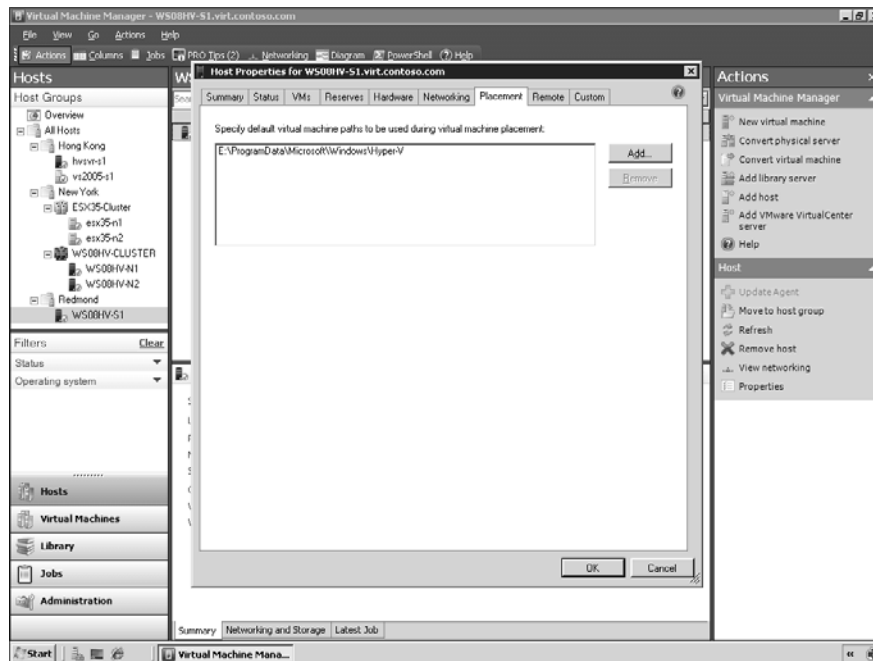 Virtual Machine Manager - WS08HV-S1.virt.contoso.com
File View Go Actions Help
Actions Columns Jobs PRO Tips (2) Networking Diagram PowerShell Help
Hosts
Host Groups
Overview
All Hosts
Hong Kong
hvsvr-s1
vs2005-s1
New York
ESX35-Cluster
esx35-n1
esx35-n2
WS08HV-CLUSTER
WS08HV-N1
WS08HV-N2
Redmond
WS08HV-S1
Filters Clear
Status
Operating system
Hosts
Virtual Machines
Library
Jobs
Administration
Host Properties for WS08HV-S1.virt.contoso.com
Summary Status VMs Reserves Hardware Networking Placement Remote Custom
Specify default virtual machine paths to be used during virtual machine placement:
E:\ProgramData\Microsoft\Windows\Hyper-V
Add...
Remove
OK Cancel
Summary Networking and Storage Latest Job
Actions
Virtual Machine Manager
New virtual machine
Convert physical server
Convert virtual machine
Add library server
Add host
Add VMware VirtualCenter
server
Help
Host
Update Agent
Move to host group
Refresh
Remove host
View networking
Properties
Start Virtual Machine Mana...